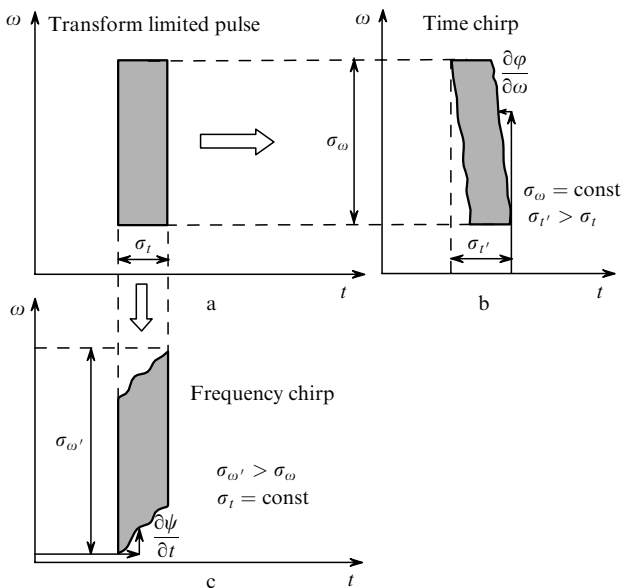 ω
Transform limited pulse
σ_t
t
a
ω
Time chirp
∂φ/∂ω
σ_ω
σ_ω = const
σ_t′ > σ_t
σ_t′
t
b
ω
Frequency chirp
σ_ω′
σ_ω′ > σ_ω
σ_t = const
∂ψ/∂t
t
c